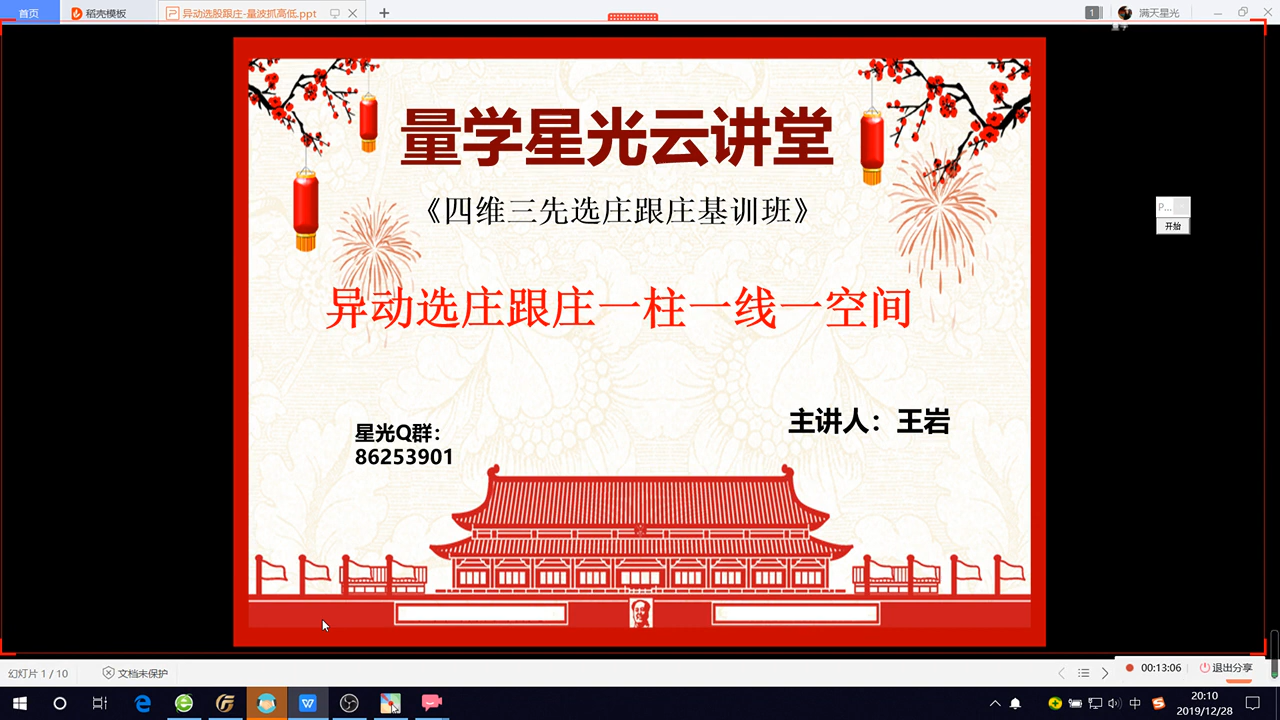 首页
稻壳模板
异动选股跟庄-量波抓高低.ppt
1
满天星光
量学
量学星光云讲堂
《四维三先选庄跟庄基训班》
P...
开始
异动选庄跟庄一柱一线一空间
主讲人：王岩
星光Q群：
86253901
幻灯片 1 / 10
文档未保护
00:13:06
退出分享
中
20:10
2019/12/28